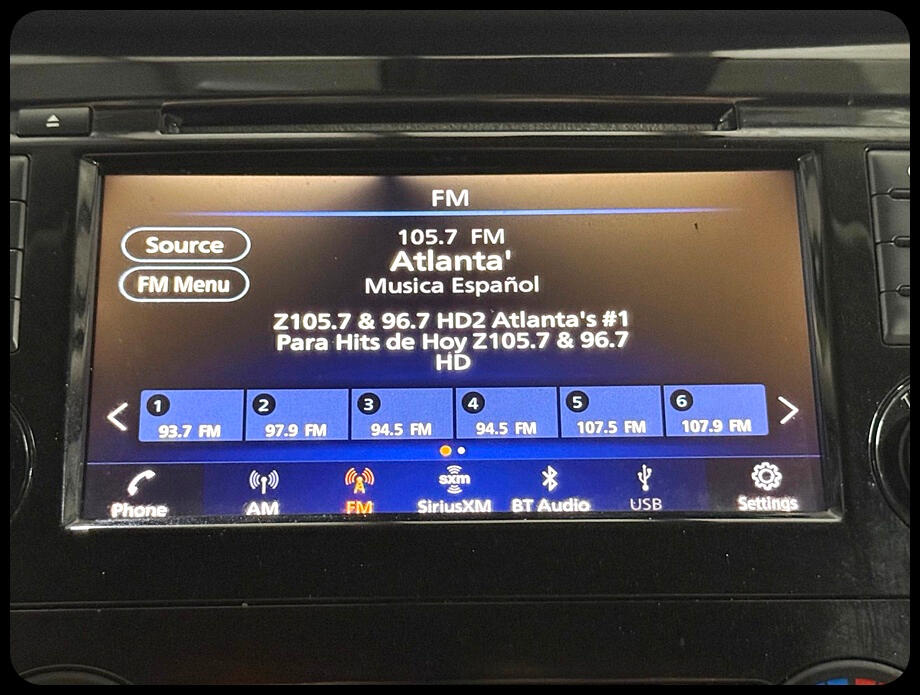 FM
Source
105.7 FM
Atlanta'
FM Menu
Musica Español
Z105.7 & 96.7 HD2 Atlanta's #1
Para Hits de Hoy Z105.7 & 96.7
HD
1 2 3 4 5 6
93.7 FM 97.9 FM 94.5 FM 94.5 FM 107.5 FM 107.9 FM
sxm
Phone AM FM SiriusXM BT Audio USB Settings